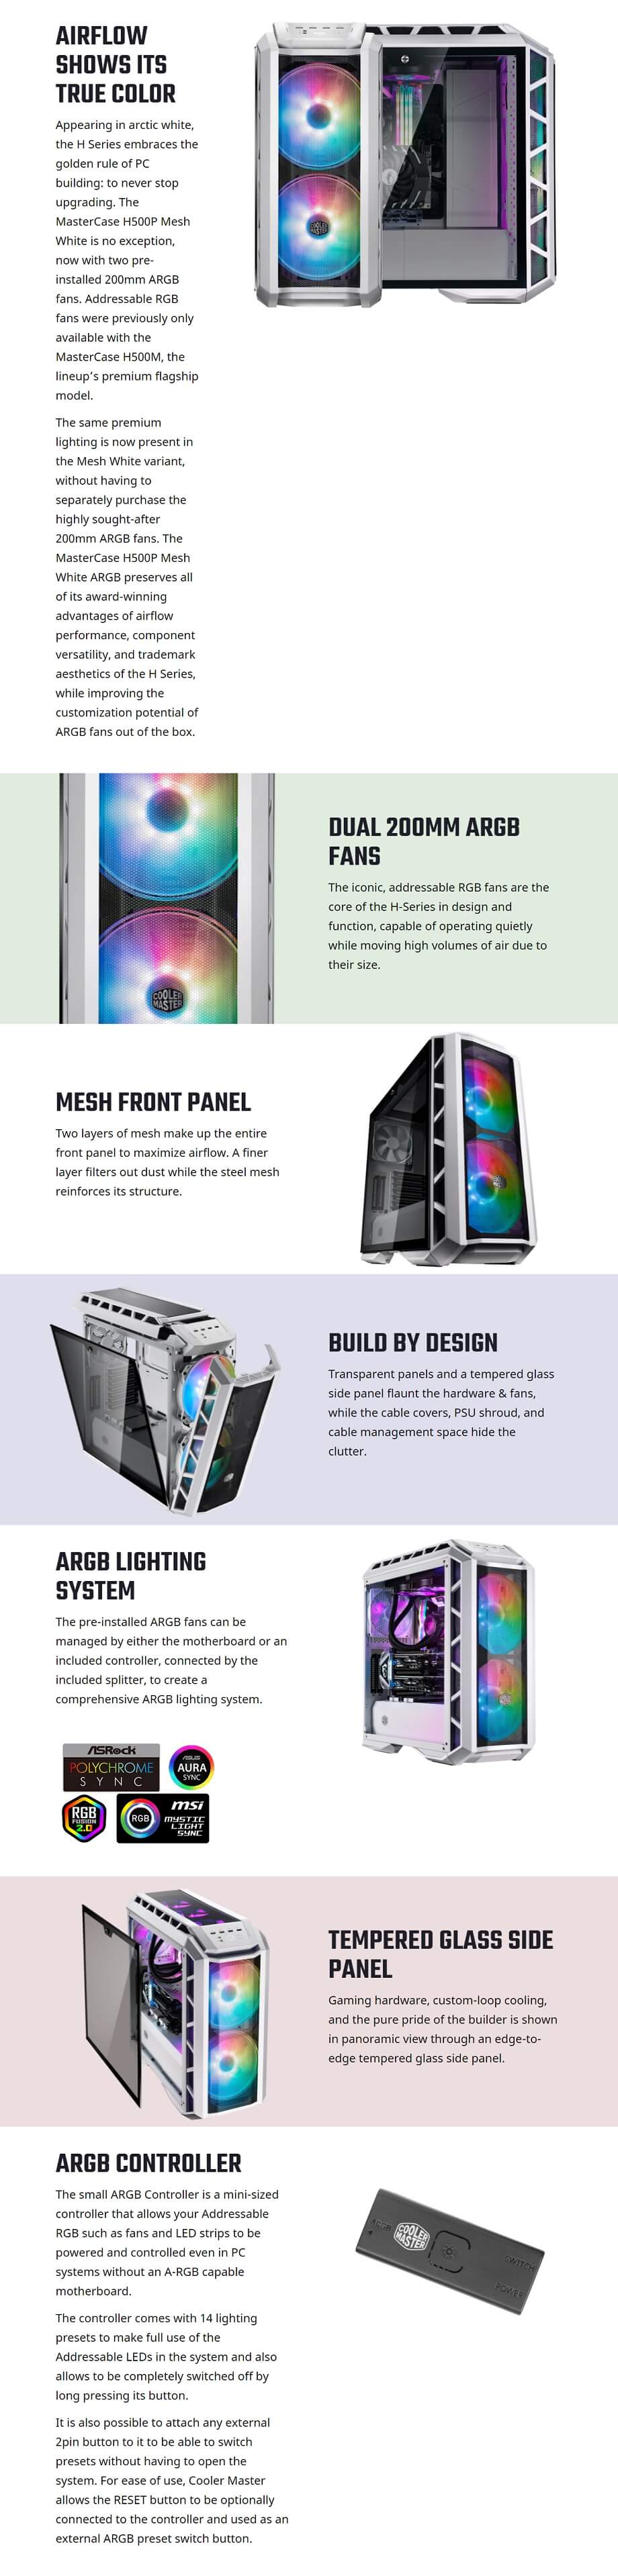 AIRFLOW
SHOWS ITS
TRUE COLOR
Appearing in arctic white,
the H Series embraces the
golden rule of PC
building: to never stop
upgrading. The
MasterCase H500P Mesh
White is no exception,
now with two pre-
installed 200mm ARGB
fans. Addressable RGB
fans were previously only
available with the
MasterCase H500M, the
lineup’s premium flagship
model.
The same premium
lighting is now present in
the Mesh White variant,
without having to
separately purchase the
highly sought-after
200mm ARGB fans. The
MasterCase H500P Mesh
White ARGB preserves all
of its award-winning
advantages of airflow
performance, component
versatility, and trademark
aesthetics of the H Series,
while improving the
customization potential of
ARGB fans out of the box.
COOLER
MASTER
DUAL 200MM ARGB
FANS
The iconic, addressable RGB fans are the
core of the H-Series in design and
function, capable of operating quietly
while moving high volumes of air due to
their size.
COOLER
MASTER
MESH FRONT PANEL
Two layers of mesh make up the entire
front panel to maximize airflow. A finer
layer filters out dust while the steel mesh
reinforces its structure.
BUILD BY DESIGN
Transparent panels and a tempered glass
side panel flaunt the hardware & fans,
while the cable covers, PSU shroud, and
cable management space hide the
clutter.
ARGB LIGHTING
SYSTEM
The pre-installed ARGB fans can be
managed by either the motherboard or an
included controller, connected by the
included splitter, to create a
comprehensive ARGB lighting system.
ASRock
POLYCHROME
SYNC
ASUS
AURA
SYNC
RGB
FUSION
2.0
RGB
msi
MYSTIC
LIGHT
SYNC
TEMPERED GLASS SIDE
PANEL
Gaming hardware, custom-loop cooling,
and the pure pride of the builder is shown
in panoramic view through an edge-to-
edge tempered glass side panel.
ARGB CONTROLLER
The small ARGB Controller is a mini-sized
controller that allows your Addressable
RGB such as fans and LED strips to be
powered and controlled even in PC
systems without an A-RGB capable
motherboard.
The controller comes with 14 lighting
presets to make full use of the
Addressable LEDs in the system and also
allows to be completely switched off by
long pressing its button.
It is also possible to attach any external
2pin button to it to be able to switch
presets without having to open the
system. For ease of use, Cooler Master
allows the RESET button to be optionally
connected to the controller and used as an
external ARGB preset switch button.
ARGB
COOLER
MASTER
SWITCH
POWER